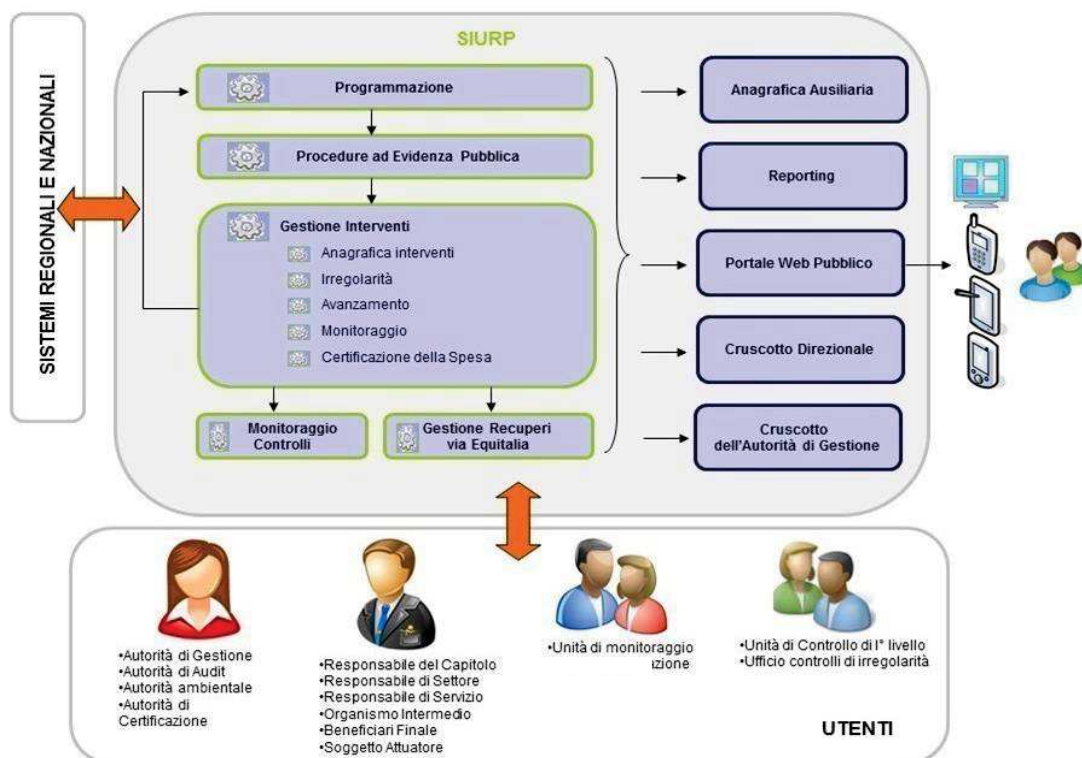 SIURP
SISTEMI REGIONALI E NAZIONALI
Programmazione
Procedure ad Evidenza Pubblica
Gestione Interventi
Anagrafica interventi
Irregolarità
Avanzamento
Monitoraggio
Certificazione della Spesa
Monitoraggio
Controlli
Gestione Recuperi
via Equitalia
Anagrafica Ausiliaria
Reporting
Portale Web Pubblico
Cruscotto Direzionale
Cruscotto
dell'Autorità di Gestione
•Autorità di Gestione
•Autorità di Audit
•Autorità ambientale
•Autorità di
Certificazione
•Responsabile del Capitolo
•Responsabile di Settore
•Responsabile di Servizio
•Organismo Intermedio
•Beneficiari Finale
•Soggetto Attuatore
•Unità di monitoraggio
izione
•Unità di Controllo di I° livello
•Ufficio controlli di irregolarità
UTENTI